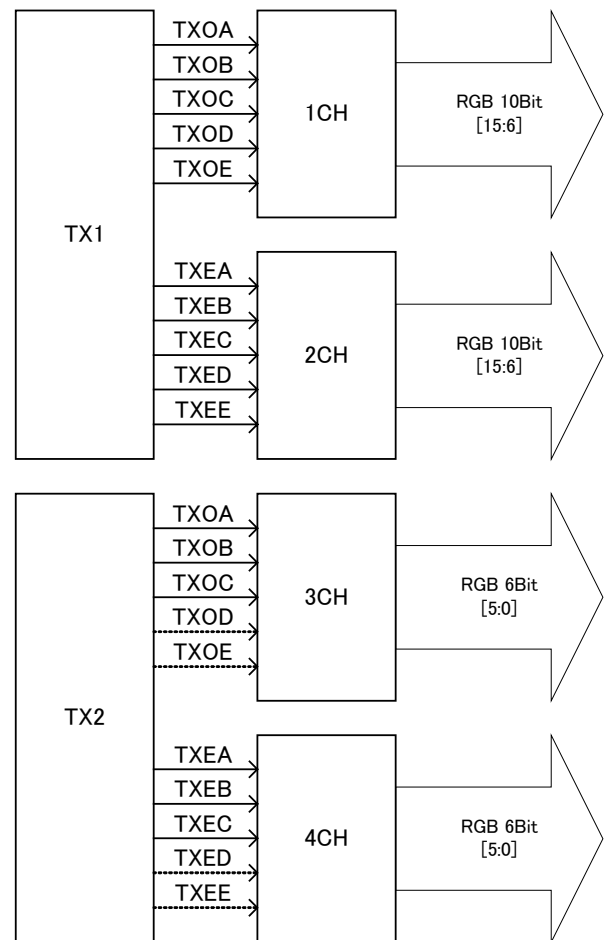 TX1
TXOA
TXOB
TXOC
TXOD
TXOE
1CH
RGB 10Bit
[15:6]
TXEA
TXEB
TXEC
TXED
TXEE
2CH
RGB 10Bit
[15:6]
TX2
TXOA
TXOB
TXOC
TXOD
TXOE
3CH
RGB 6Bit
[5:0]
TXEA
TXEB
TXEC
TXED
TXEE
4CH
RGB 6Bit
[5:0]